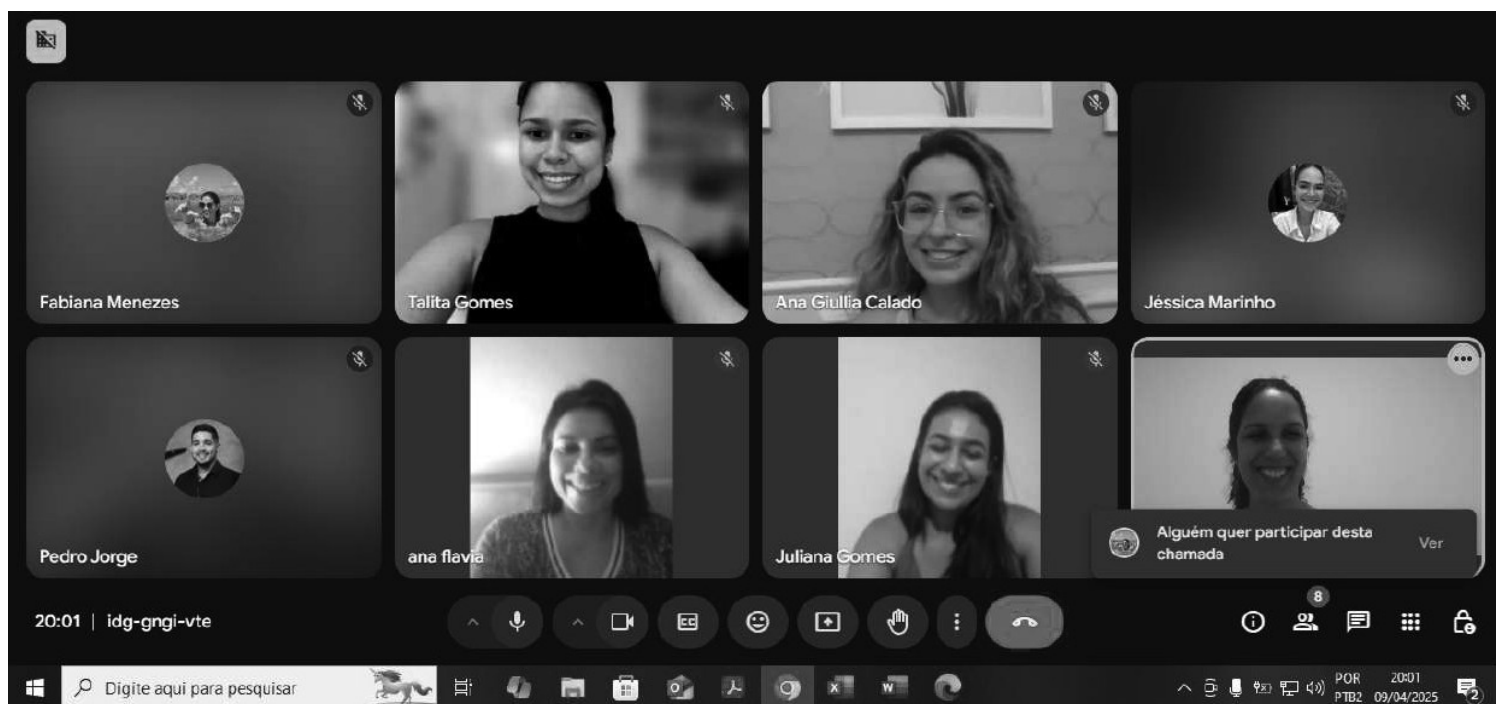 Fabiana Menezes
Talita Gomes
Ana Giullia Calado
Jéssica Marinho
Pedro Jorge
ana flavia
Juliana Gomes
Alguém quer participar desta
chamada
Ver
20:01 | idg-gngi-vte
CC
8
Digite aqui para pesquisar
POR
PTB2
20:01
09/04/2025
2